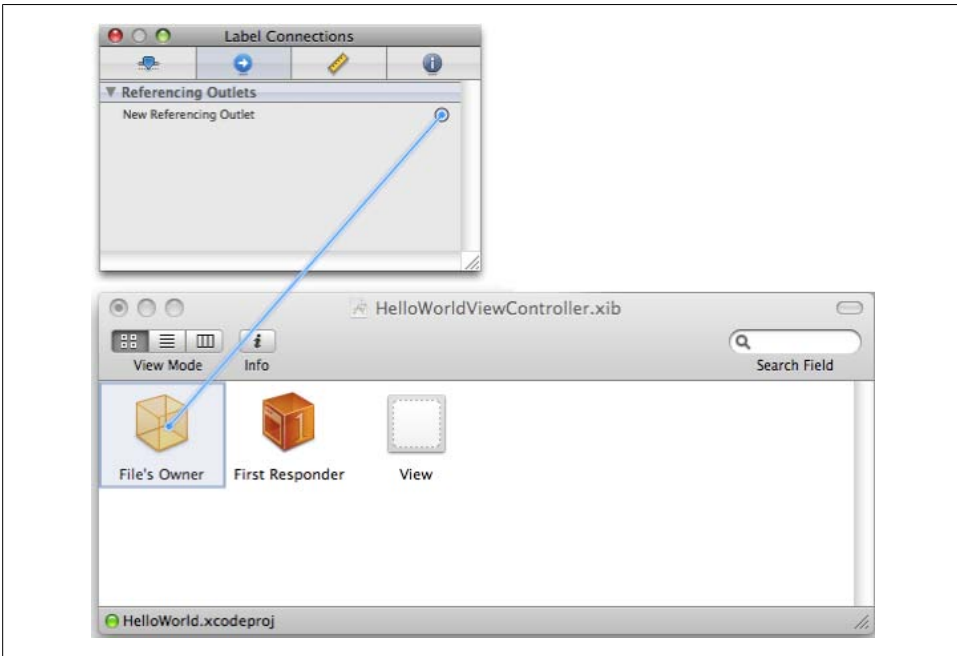 Label Connections
Referencing Outlets
New Referencing Outlet
HelloWorldViewController.xib
View Mode
Info
Search Field
1
File's Owner
First Responder
View
HelloWorld.xcodeproj